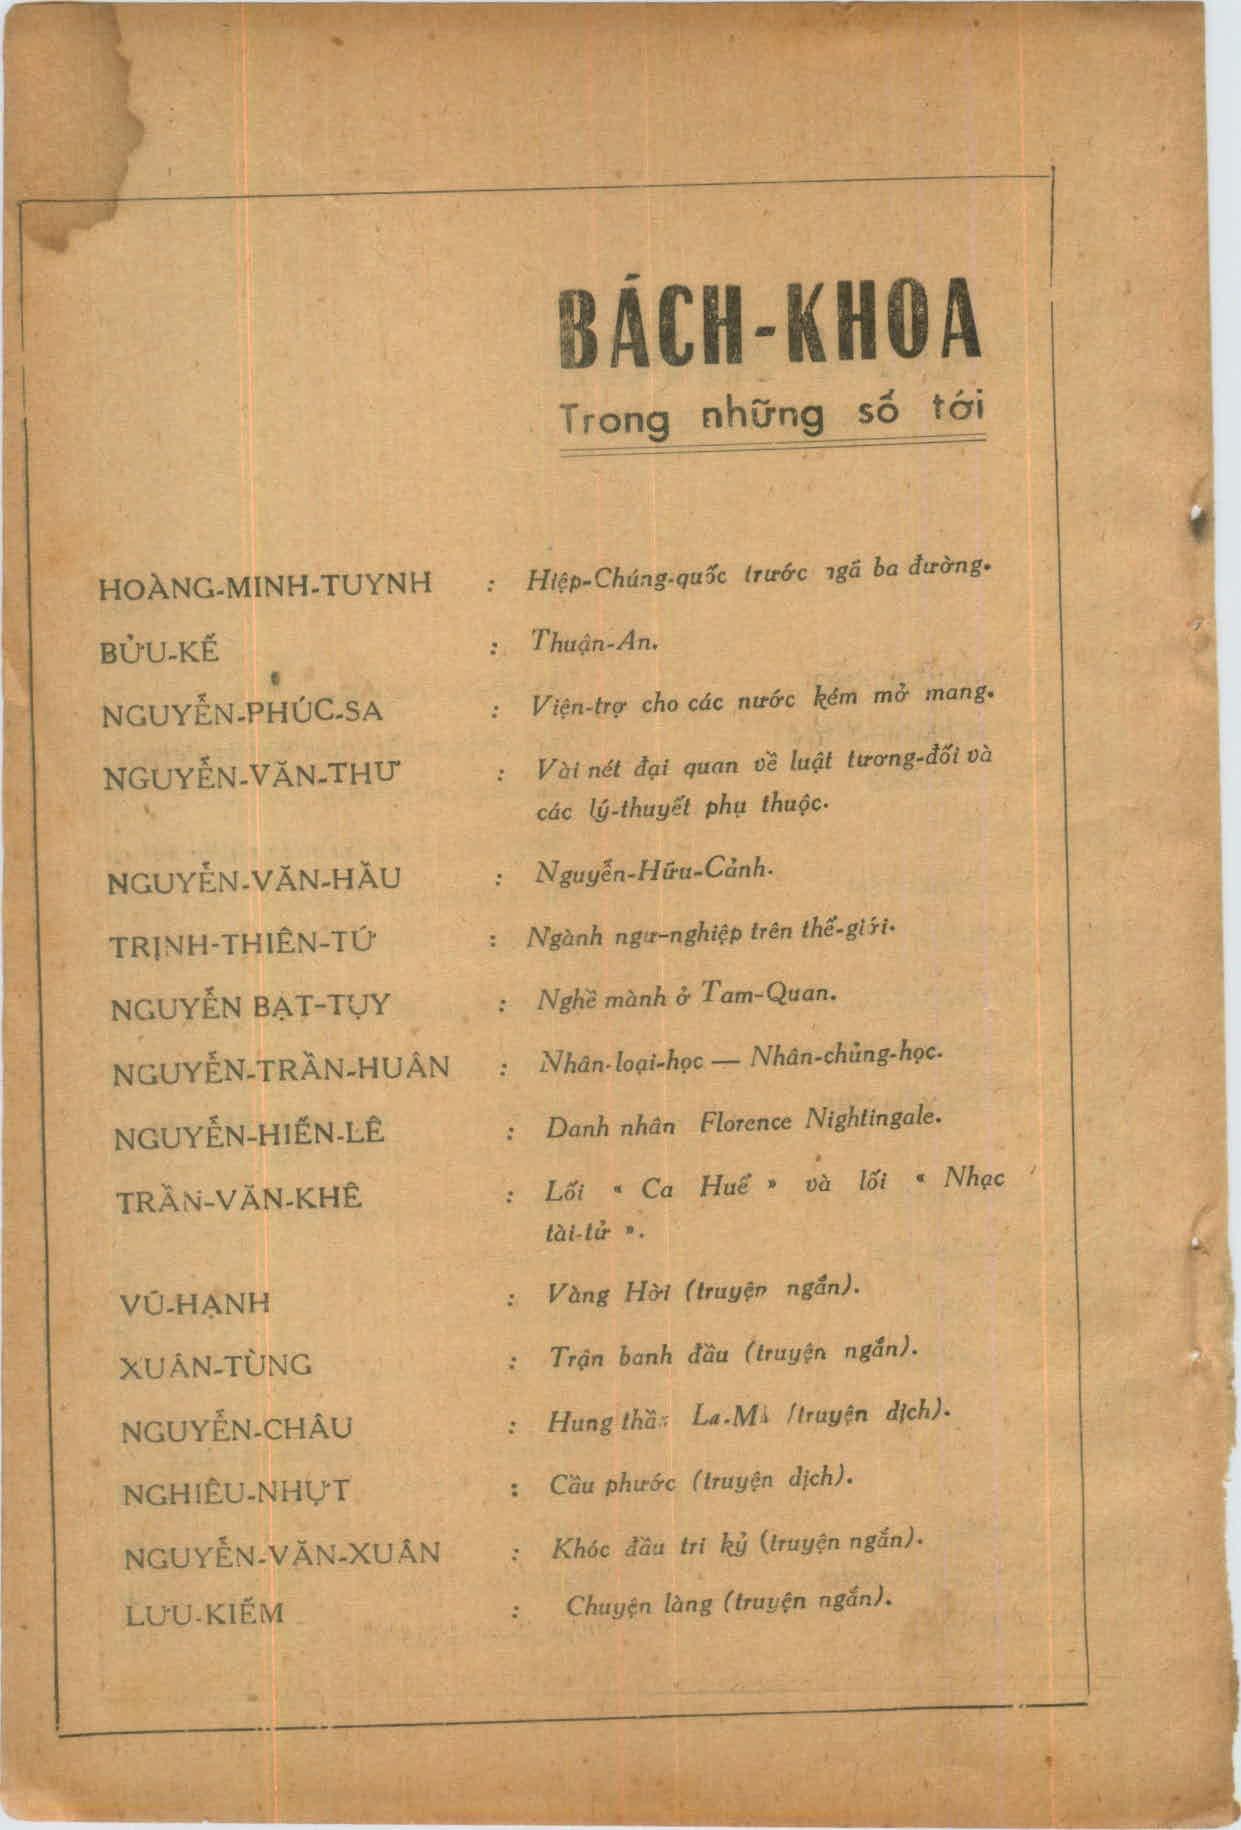 BÁCH-KHOA
Trong những số tới
HOÀNG-MINH-TUYNH : Hiệp-Chúng-quốc trước ngã ba đường.
BỬU-KẾ : Thuận-An.
NGUYỄN-PHÚC-SA : Viện-trợ cho các nước kém mở mang.
NGUYỄN-VĂN-THƯ : Vài nét đại quan về luật tương-đối và
các lý-thuyết phụ thuộc.
NGUYỄN-VĂN-HẦU : Nguyễn-Hữu-Cảnh.
TRỊNH-THIÊN-TỨ : Ngành ngư-nghiệp trên thế-giới.
NGUYỄN BẠT-TỤY : Nghề mành ở Tam-Quan.
NGUYỄN-TRẦN-HUÂN : Nhân-loại-học — Nhân-chủng-học.
NGUYỄN-HIẾN-LÊ : Danh nhân Florence Nightingale.
TRẦN-VĂN-KHÊ : Lối « Ca Huế » và lối « Nhạc
tài-tử ».
VŨ-HẠNH : Vàng Hời (truyện ngắn).
XUÂN-TÙNG : Trận banh đầu (truyện ngắn).
NGUYỄN-CHÂU : Hung thần La-Mã (truyện dịch).
NGHIÊU-NHỰT : Cầu phước (truyện dịch).
NGUYỄN-VĂN-XUÂN : Khóc đầu tri kỷ (truyện ngắn).
LƯU-KIẾM : Chuyện làng (truyện ngắn).